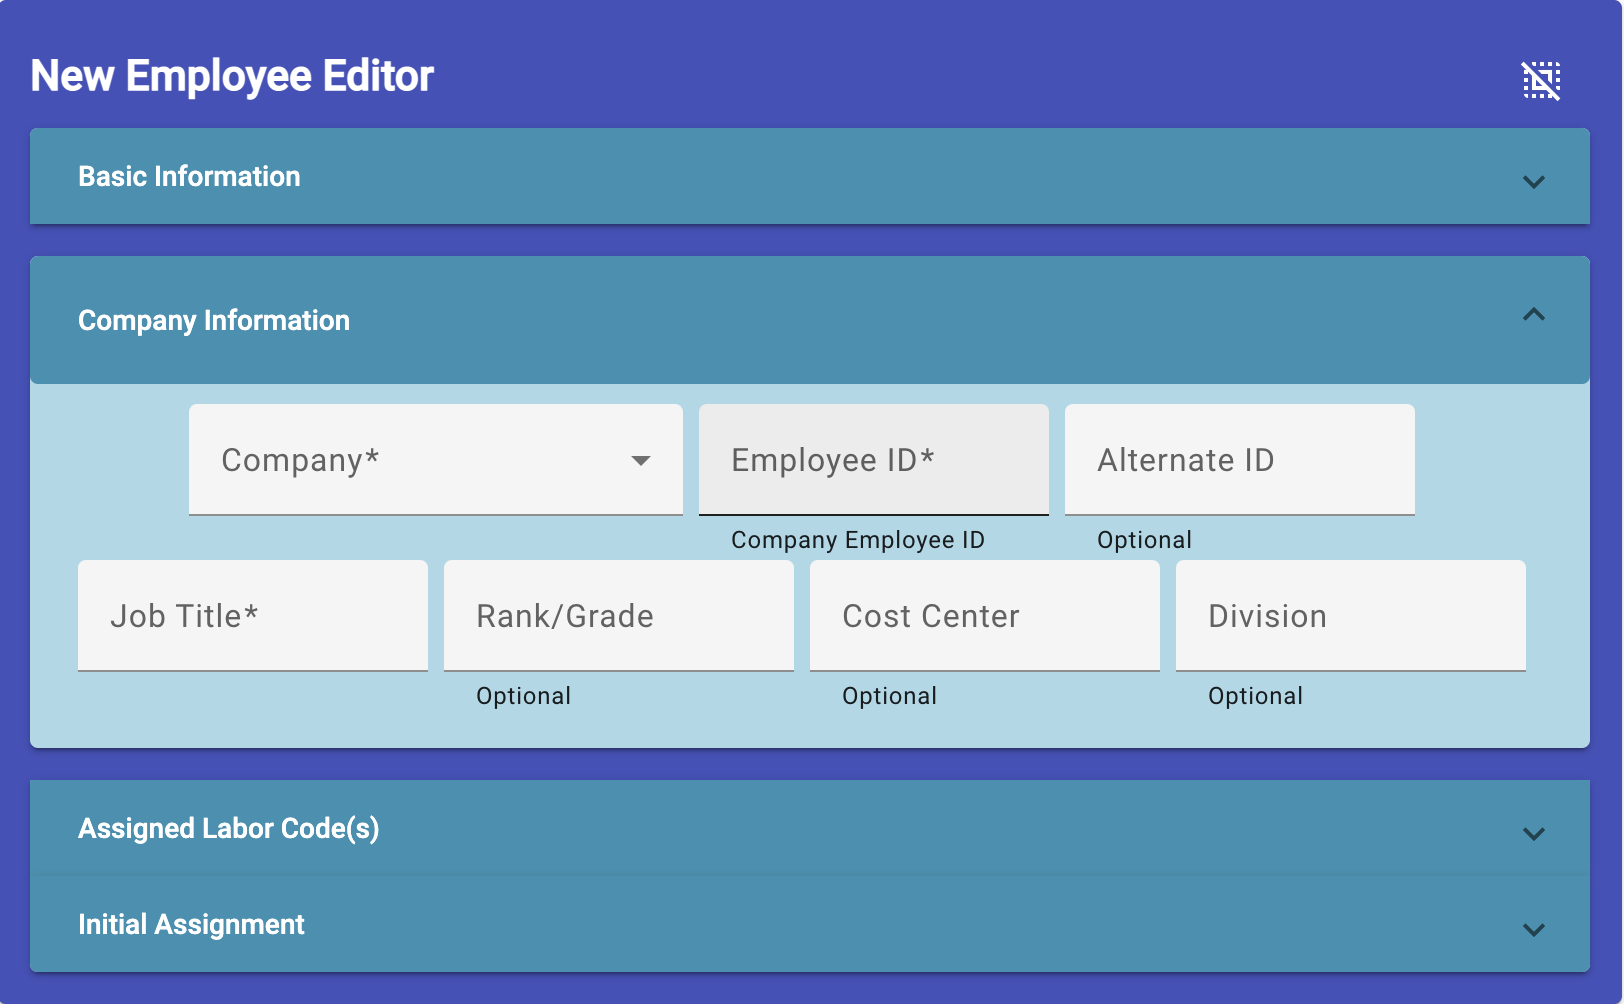 New Employee Editor
Basic Information
Company Information
Company*
Employee ID*
Alternate ID
Company Employee ID
Optional
Job Title*
Rank/Grade
Cost Center
Division
Optional
Optional
Optional
Assigned Labor Code(s)
Initial Assignment